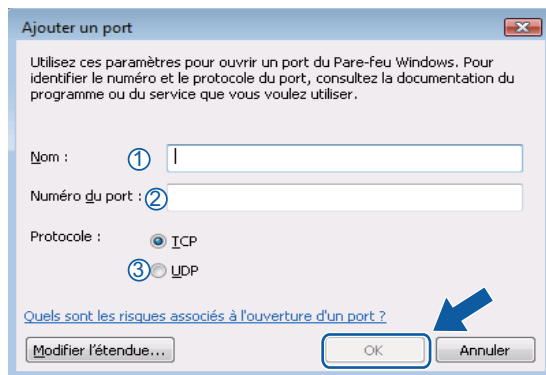 Ajouter un port
Utilisez ces paramètres pour ouvrir un port du Pare-feu Windows. Pour
identifier le numéro et le protocole du port, consultez la documentation du
programme ou du service que vous voulez utiliser.
Nom : ①
Numéro du port : ②
Protocole : TCP
③ UDP
Quels sont les risques associés à l'ouverture d'un port ?
Modifier l'étendue... OK Annuler